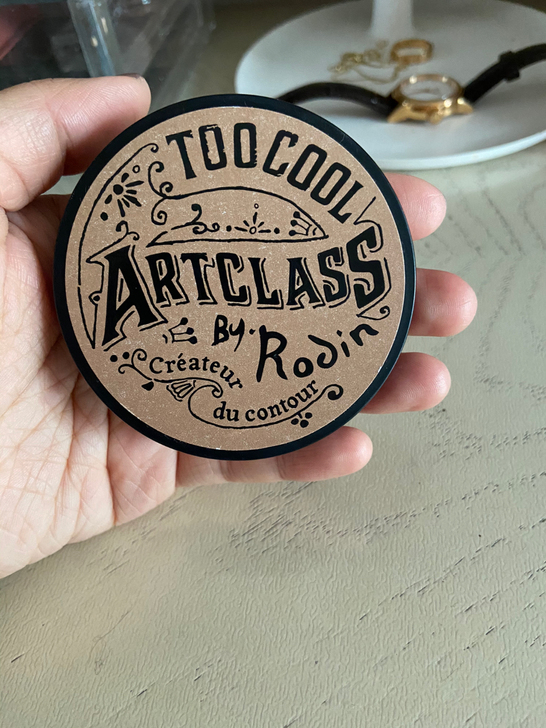 TOO COOL
ARTCLASS
By. Rodin
Créateur
du contour